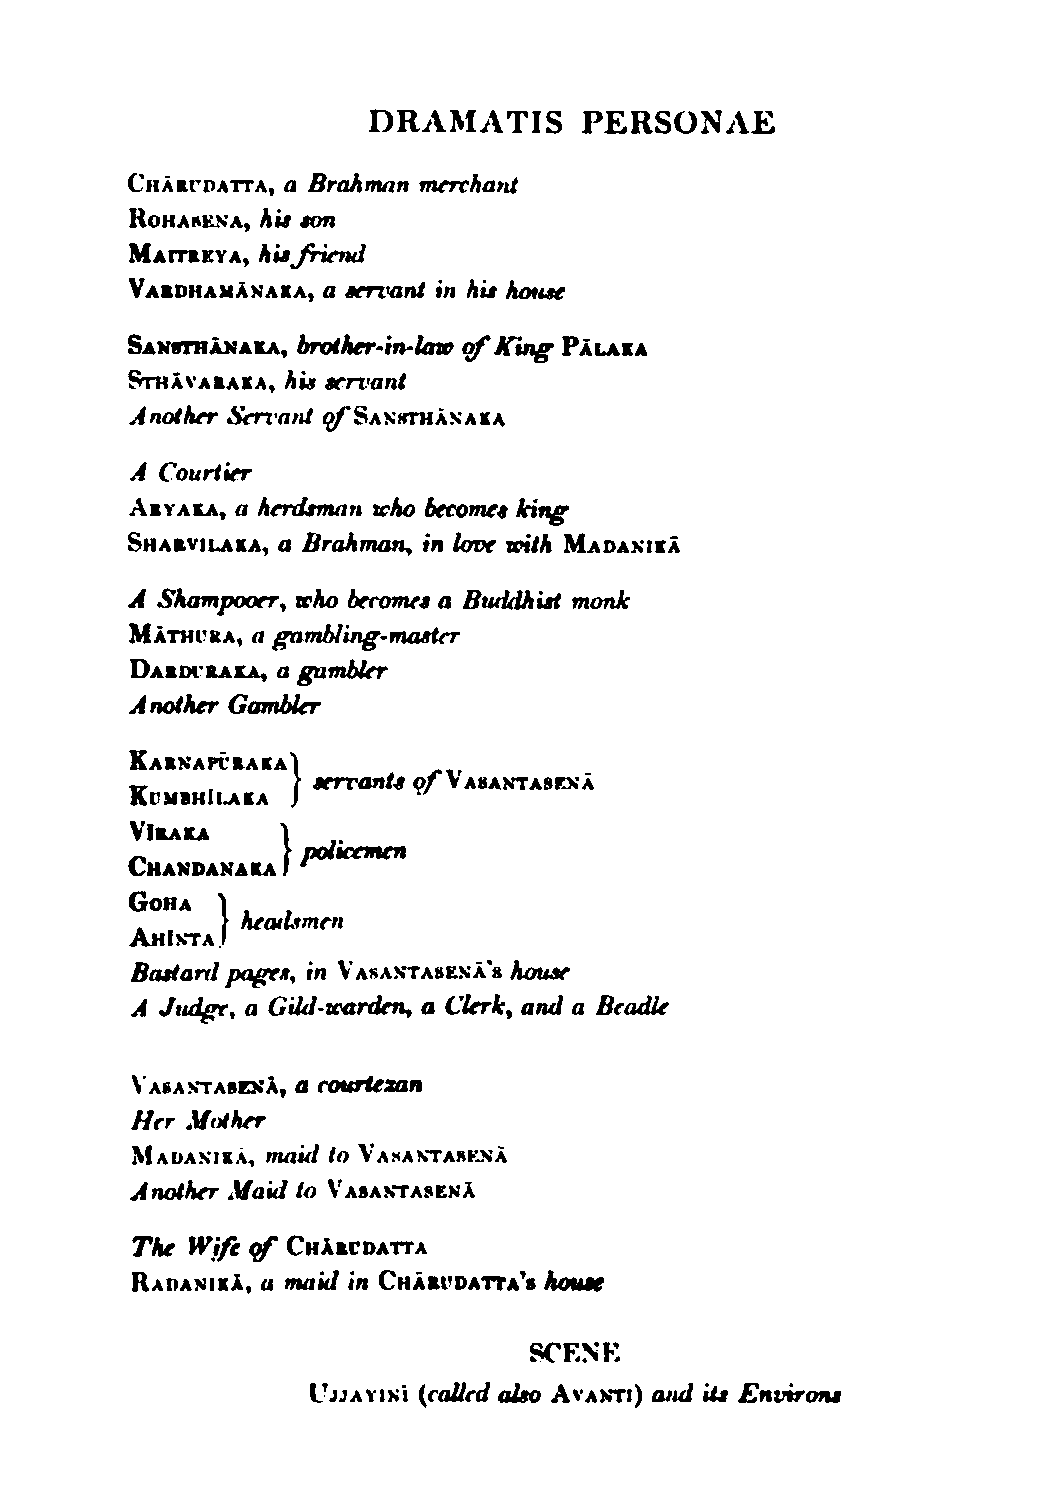 DRAMATIS PERSONAE
CHĀRUDATTA, a Brahman merchant
ROHASENA, his son
MAITREYA, his friend
VARDHAMĀNAKA, a servant in his house
SANSTHĀNAKA, brother-in-law of King PĀLAKA
STHĀVARAKA, his servant
Another Servant of SANSTHĀNAKA
A Courtier
ARYAKA, a herdsman who becomes king
SHARVILAKA, a Brahman, in love with MADANIKĀ
A Shampooer, who becomes a Buddhist monk
MĀTHURA, a gambling-master
DARDURAKA, a gambler
Another Gambler
KARNAPŪRAKA
KUMBHĪLAKA } servants of VASANTASENĀ
VĪRAKA
CHANDANAKA } policemen
GOHA
AHĪNTA } headsmen
Bastard pages, in VASANTASENĀ's house
A Judge, a Gild-warden, a Clerk, and a Beadle
VASANTASENĀ, a courtezan
Her Mother
MADANIKĀ, maid to VASANTASENĀ
Another Maid to VASANTASENĀ
The Wife of CHĀRUDATTA
RADANIKĀ, a maid in CHĀRUDATTA's house
SCENE
UJJAYINĪ (called also AVANTI) and its Environs